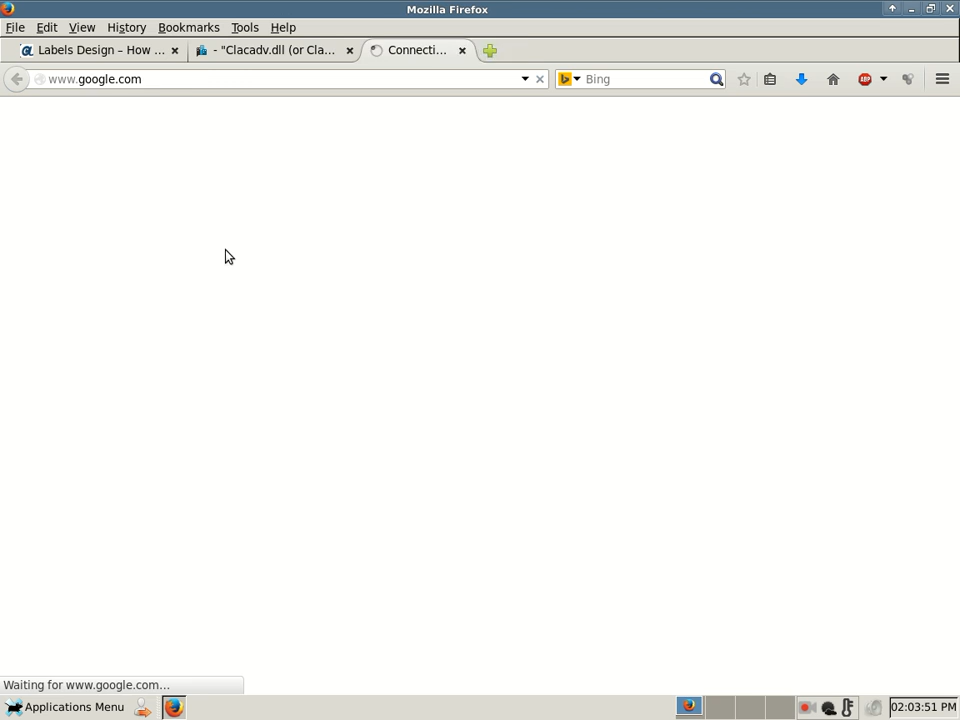 Mozilla Firefox
File Edit View History Bookmarks Tools Help
Labels Design – How ... - "Clacadv.dll (or Cla... Connecti...
www.google.com Bing ABP
Waiting for www.google.com...
Applications Menu 02:03:51 PM